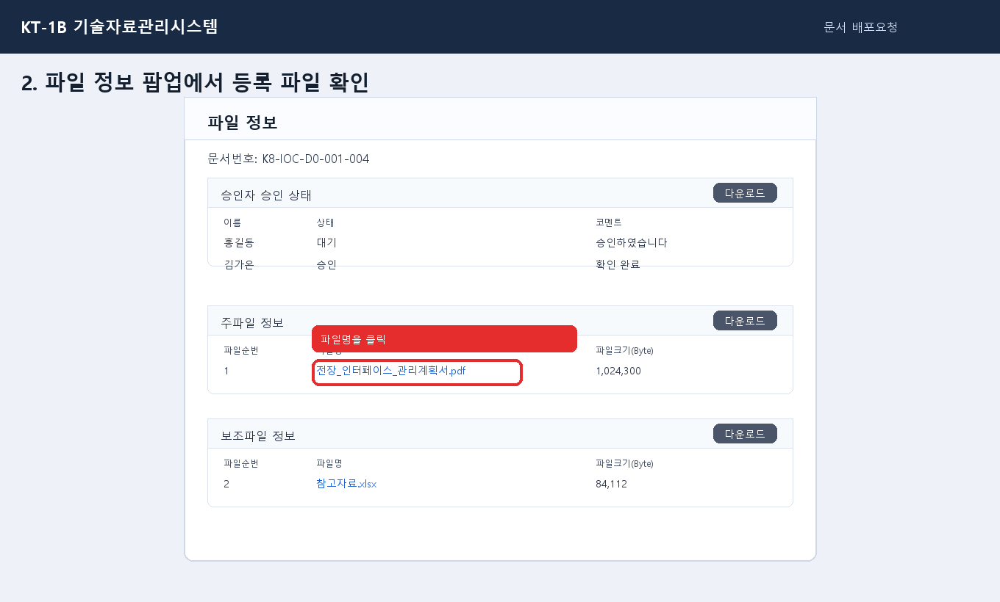 KT-1B 기술자료관리시스템
문서 배포요청
2. 파일 정보 팝업에서 등록 파일 확인
파일 정보
문서번호: K8-IOC-D0-001-004
승인자 승인 상태
다운로드
이름 상태 코멘트
홍길동 대기 승인하였습니다
김가온 승인 확인 완료
주파일 정보
다운로드
파일명을 클릭
파일순번 파일크기(Byte)
1 전장_인터페이스_관리계획서.pdf 1,024,300
보조파일 정보
다운로드
파일순번 파일명 파일크기(Byte)
2 참고자료.xlsx 84,112